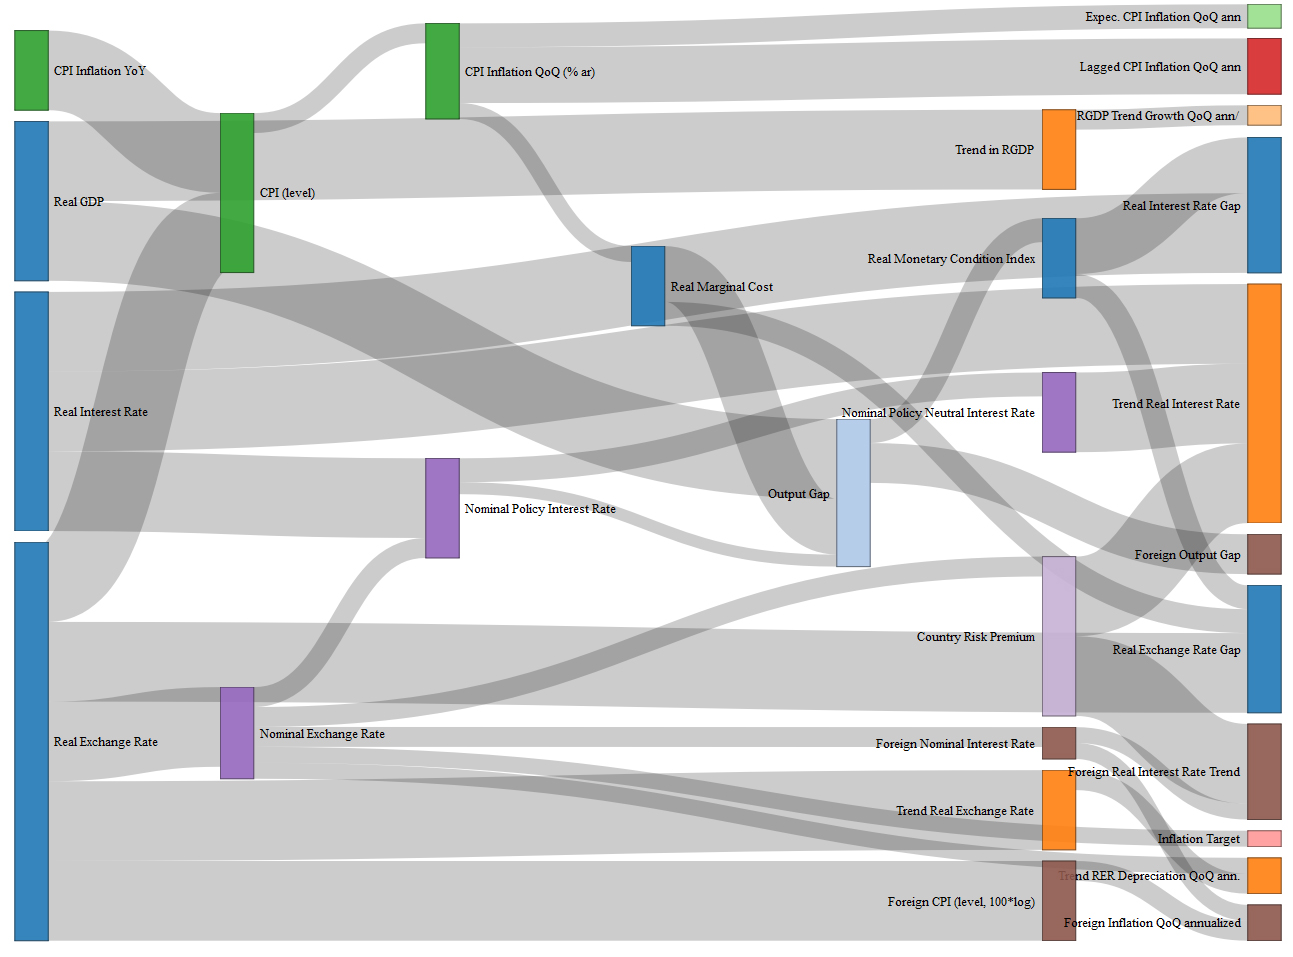 Expec. CPI Inflation QoQ ann
CPI Inflation YoY
CPI Inflation QoQ (% ar)
Lagged CPI Inflation QoQ ann
RGDP Trend Growth QoQ ann/
Trend in RGDP
CPI (level)
Real GDP
Real Interest Rate Gap
Real Monetary Condition Index
Real Marginal Cost
Real Interest Rate
Nominal Policy Neutral Interest Rate
Trend Real Interest Rate
Output Gap
Nominal Policy Interest Rate
Foreign Output Gap
Country Risk Premium
Real Exchange Rate Gap
Real Exchange Rate
Nominal Exchange Rate
Foreign Nominal Interest Rate
Foreign Real Interest Rate Trend
Trend Real Exchange Rate
Inflation Target
Trend RER Depreciation QoQ ann.
Foreign CPI (level, 100*log)
Foreign Inflation QoQ annualized